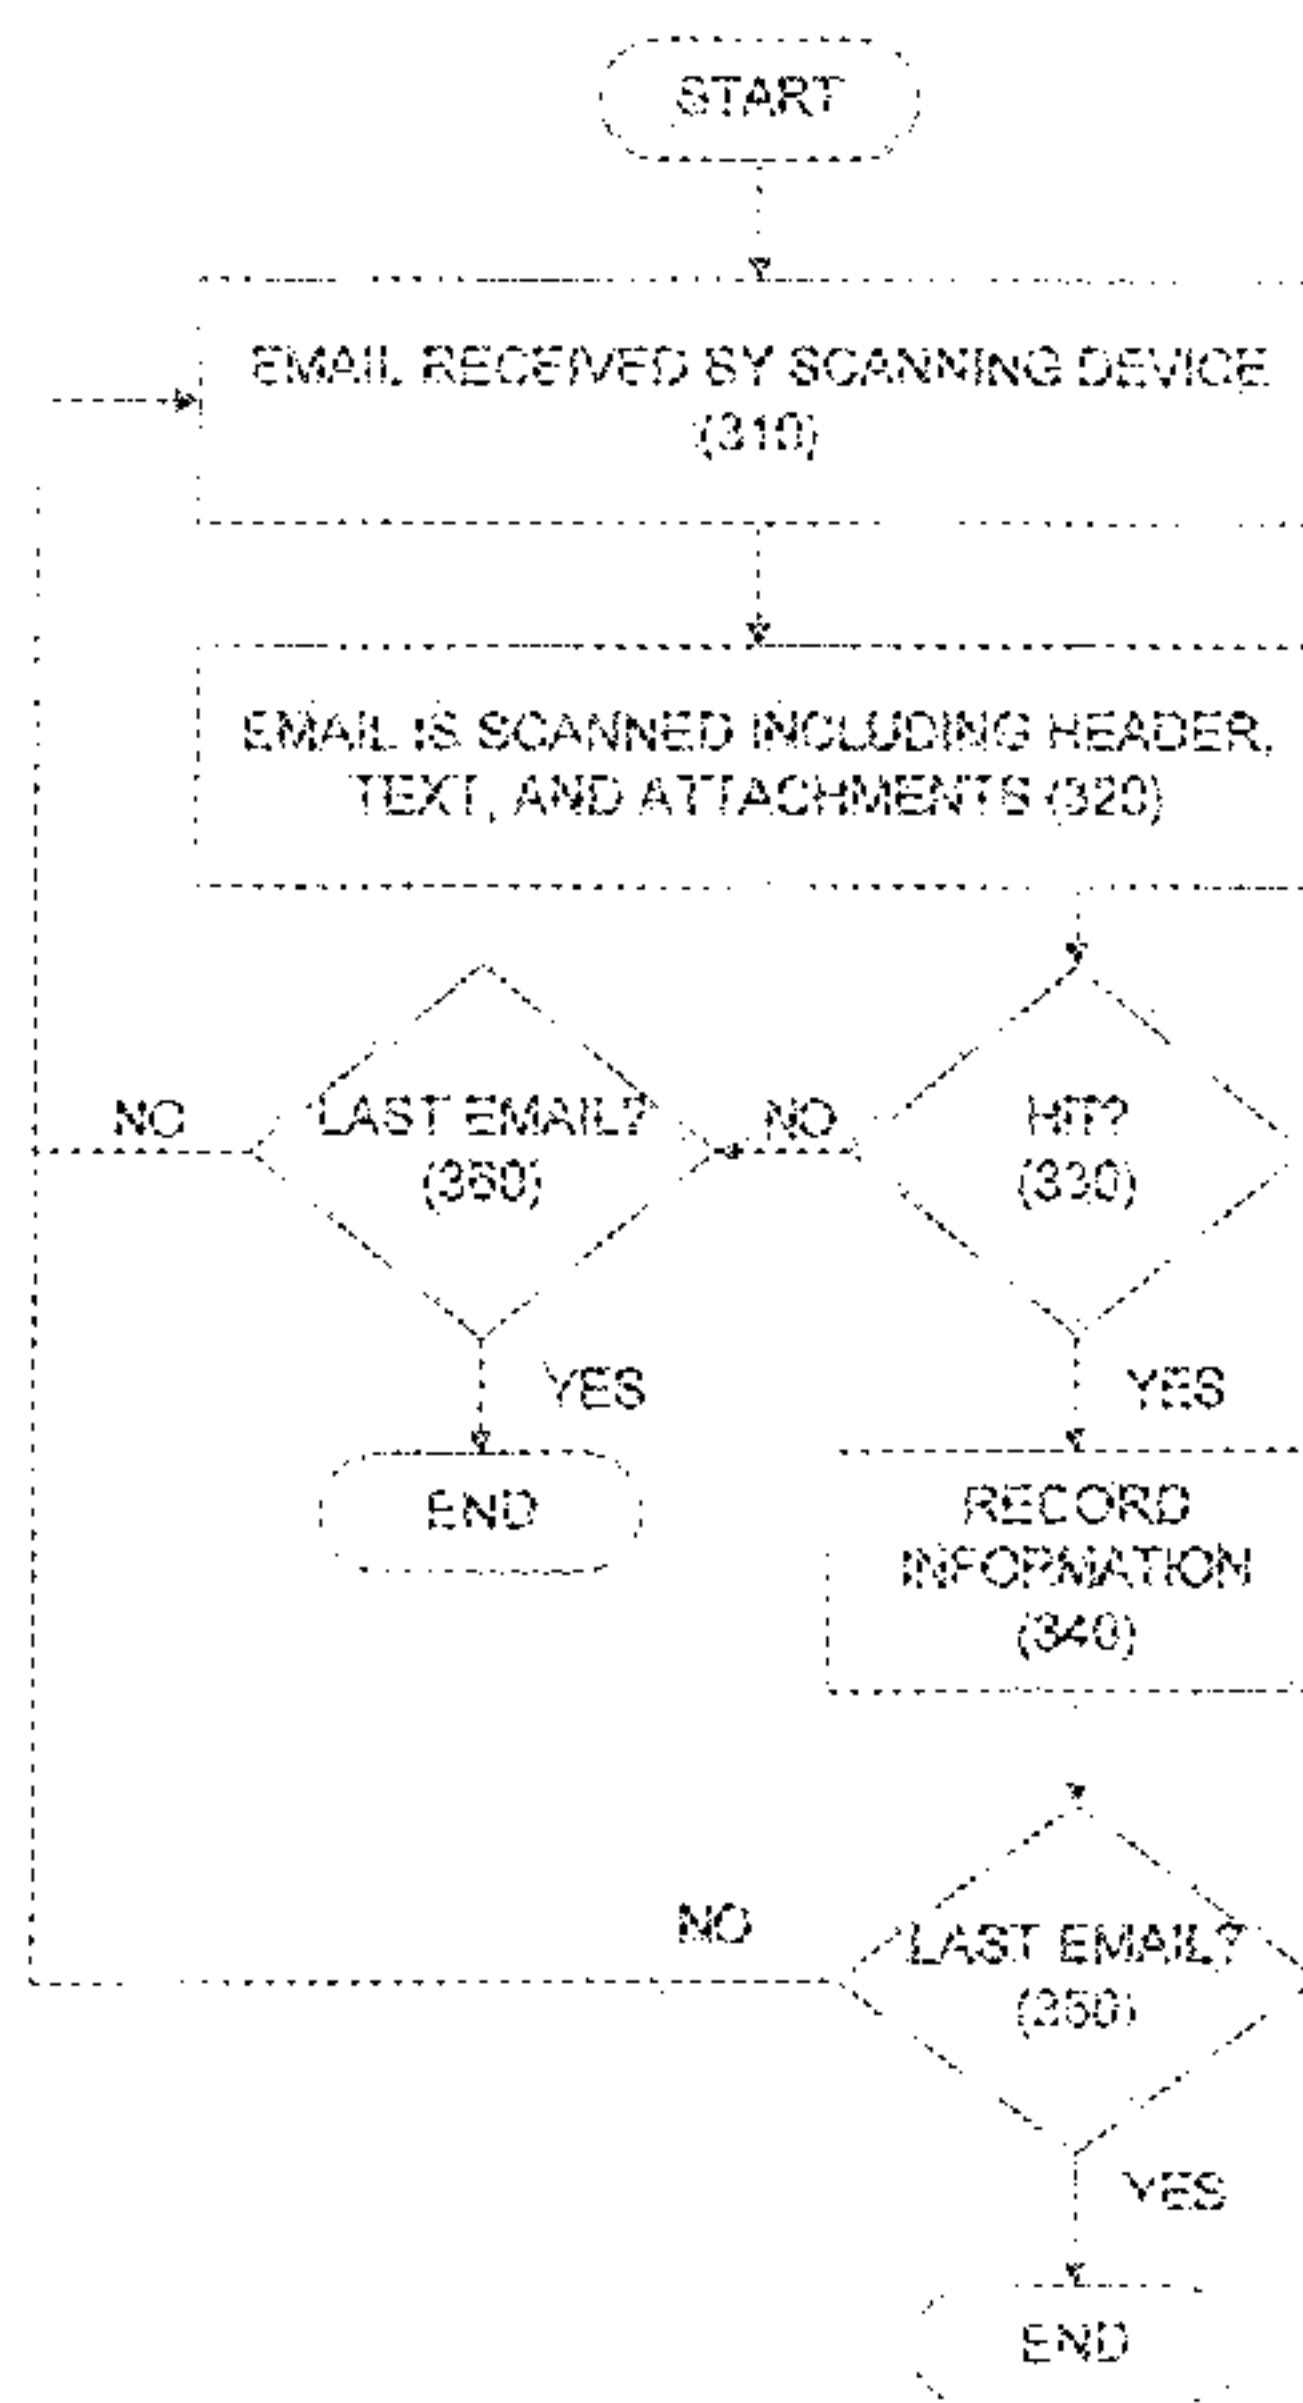 START
EMAIL RECEIVED BY SCANNING DEVICE
(310)
EMAIL IS SCANNED INCLUDING HEADER,
TEXT, AND ATTACHMENTS (320)
NO
LAST EMAIL?
(360)
NO
HIT?
(330)
YES
YES
END
RECORD
INFORMATION
(340)
NO
LAST EMAIL?
(350)
YES
END